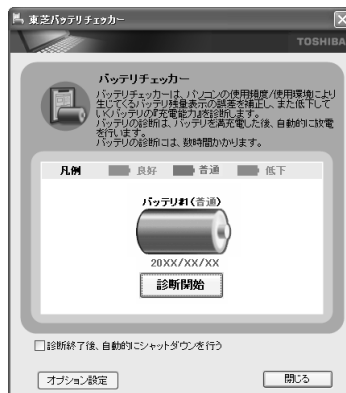 東芝バッテリチェッカー
TOSHIBA
バッテリチェッカー
バッテリチェッカーは、パソコンの使用頻度/使用環境により
生じてくるバッテリ残量表示の誤差を補正し、また低下して
いくバッテリの『充電能力』を診断します。
バッテリの診断は、バッテリを満充電した後、自動的に放電
を行います。
バッテリの診断には、数時間かかります。
凡例 良好 普通 低下
バッテリ#1(普通)
20XX/XX/XX
診断開始
診断終了後、自動的にシャットダウンを行う
オプション設定 閉じる